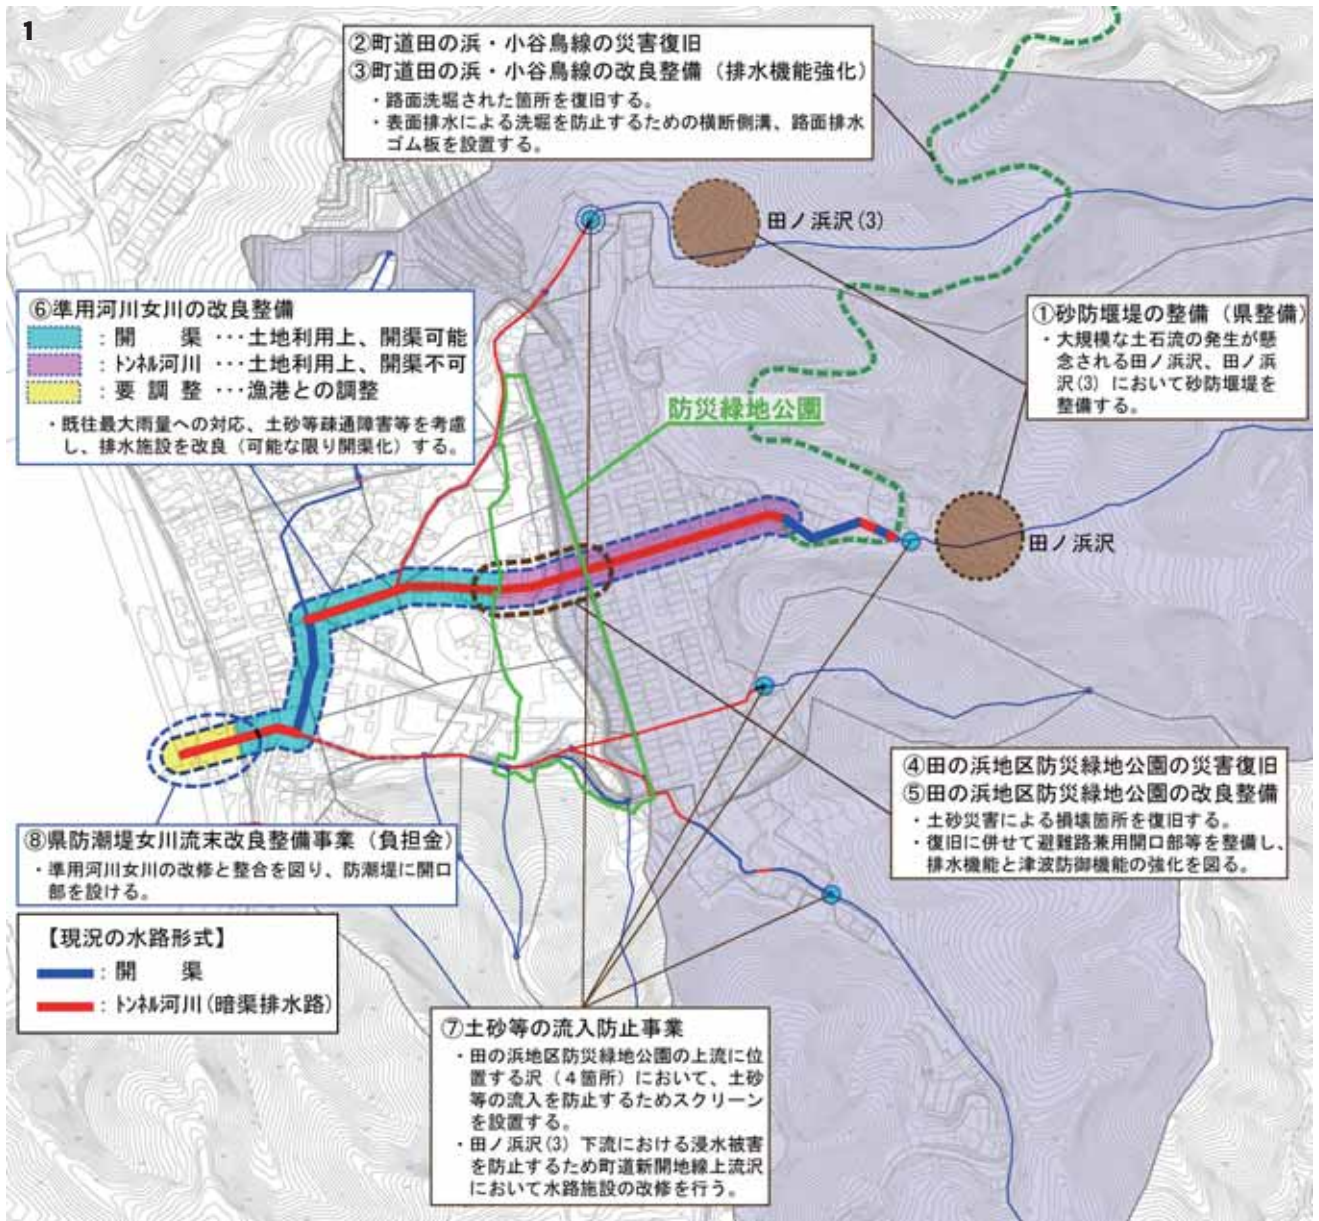 1
②町道田の浜・小谷鳥線の災害復旧
③町道田の浜・小谷鳥線の改良整備（排水機能強化）
・路面洗堀された箇所を復旧する。
・表面排水による洗堀を防止するための横断側溝、路面排水
ゴム板を設置する。
田ノ浜沢(3)
⑥準用河川女川の改良整備
：開　　渠 …土地利用上、開渠可能
：トンネル河川 …土地利用上、開渠不可
：要 調 整 …漁港との調整
・既往最大雨量への対応、土砂等疎通障害等を考慮
し、排水施設を改良（可能な限り開渠化）する。
①砂防堰堤の整備（県整備）
・大規模な土石流の発生が懸
念される田ノ浜沢、田ノ浜
沢(3) において砂防堰堤を
整備する。
防災緑地公園
田ノ浜沢
④田の浜地区防災緑地公園の災害復旧
⑤田の浜地区防災緑地公園の改良整備
・土砂災害による損壊箇所を復旧する。
・復旧に併せて避難路兼用開口部等を整備し、
排水機能と津波防御機能の強化を図る。
⑧県防潮堤女川流末改良整備事業（負担金）
・準用河川女川の改修と整合を図り、防潮堤に開口
部を設ける。
【現況の水路形式】
：開　　渠
：トンネル河川(暗渠排水路)
⑦土砂等の流入防止事業
・田の浜地区防災緑地公園の上流に位
置する沢（４箇所）において、土砂
等の流入を防止するためスクリーン
を設置する。
・田ノ浜沢(3) 下流における浸水被害
を防止するため町道新開地線上流沢
において水路施設の改修を行う。